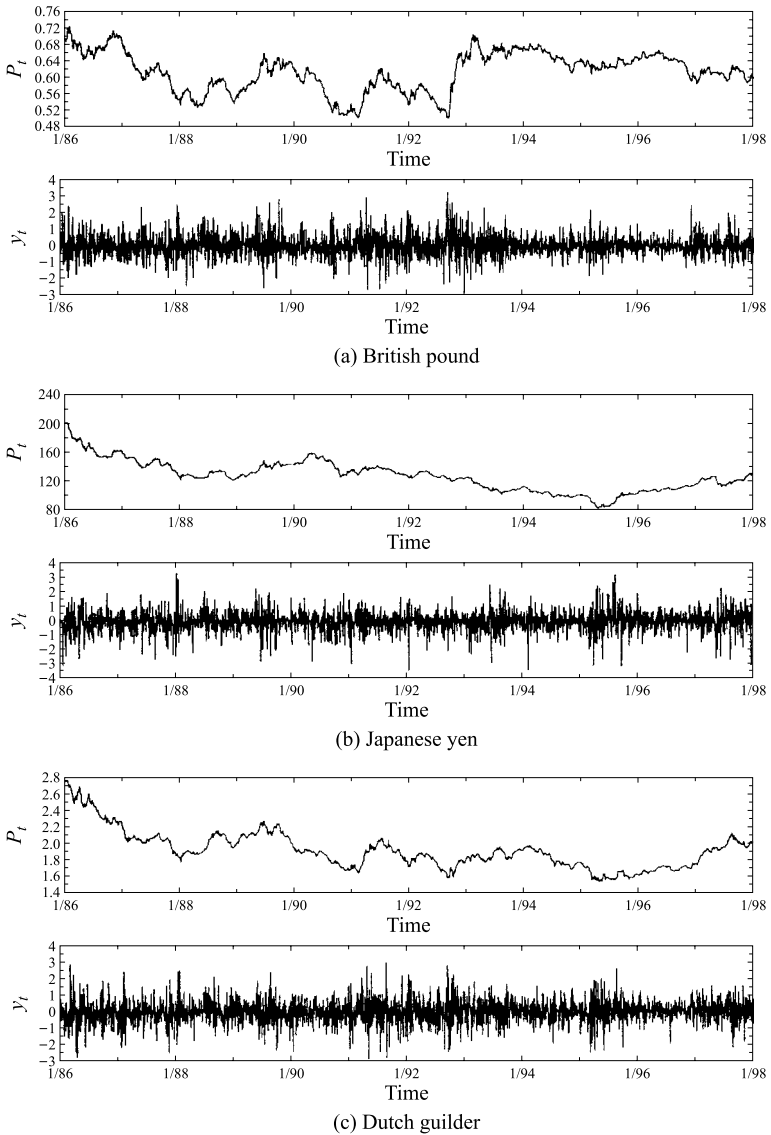 0.76
0.72
0.68
0.64
0.60
0.56
0.52
0.48
P_t
1/86 1/88 1/90 1/92 1/94 1/96 1/98
Time
4
3
2
1
0
−1
−2
−3
y_t
1/86 1/88 1/90 1/92 1/94 1/96 1/98
Time
(a) British pound
240
200
160
120
80
P_t
1/86 1/88 1/90 1/92 1/94 1/96 1/98
Time
4
3
2
1
0
−1
−2
−3
−4
y_t
1/86 1/88 1/90 1/92 1/94 1/96 1/98
Time
(b) Japanese yen
2.8
2.6
2.4
2.2
2.0
1.8
1.6
1.4
P_t
1/86 1/88 1/90 1/92 1/94 1/96 1/98
Time
4
3
2
1
0
−1
−2
−3
y_t
1/86 1/88 1/90 1/92 1/94 1/96 1/98
Time
(c) Dutch guilder